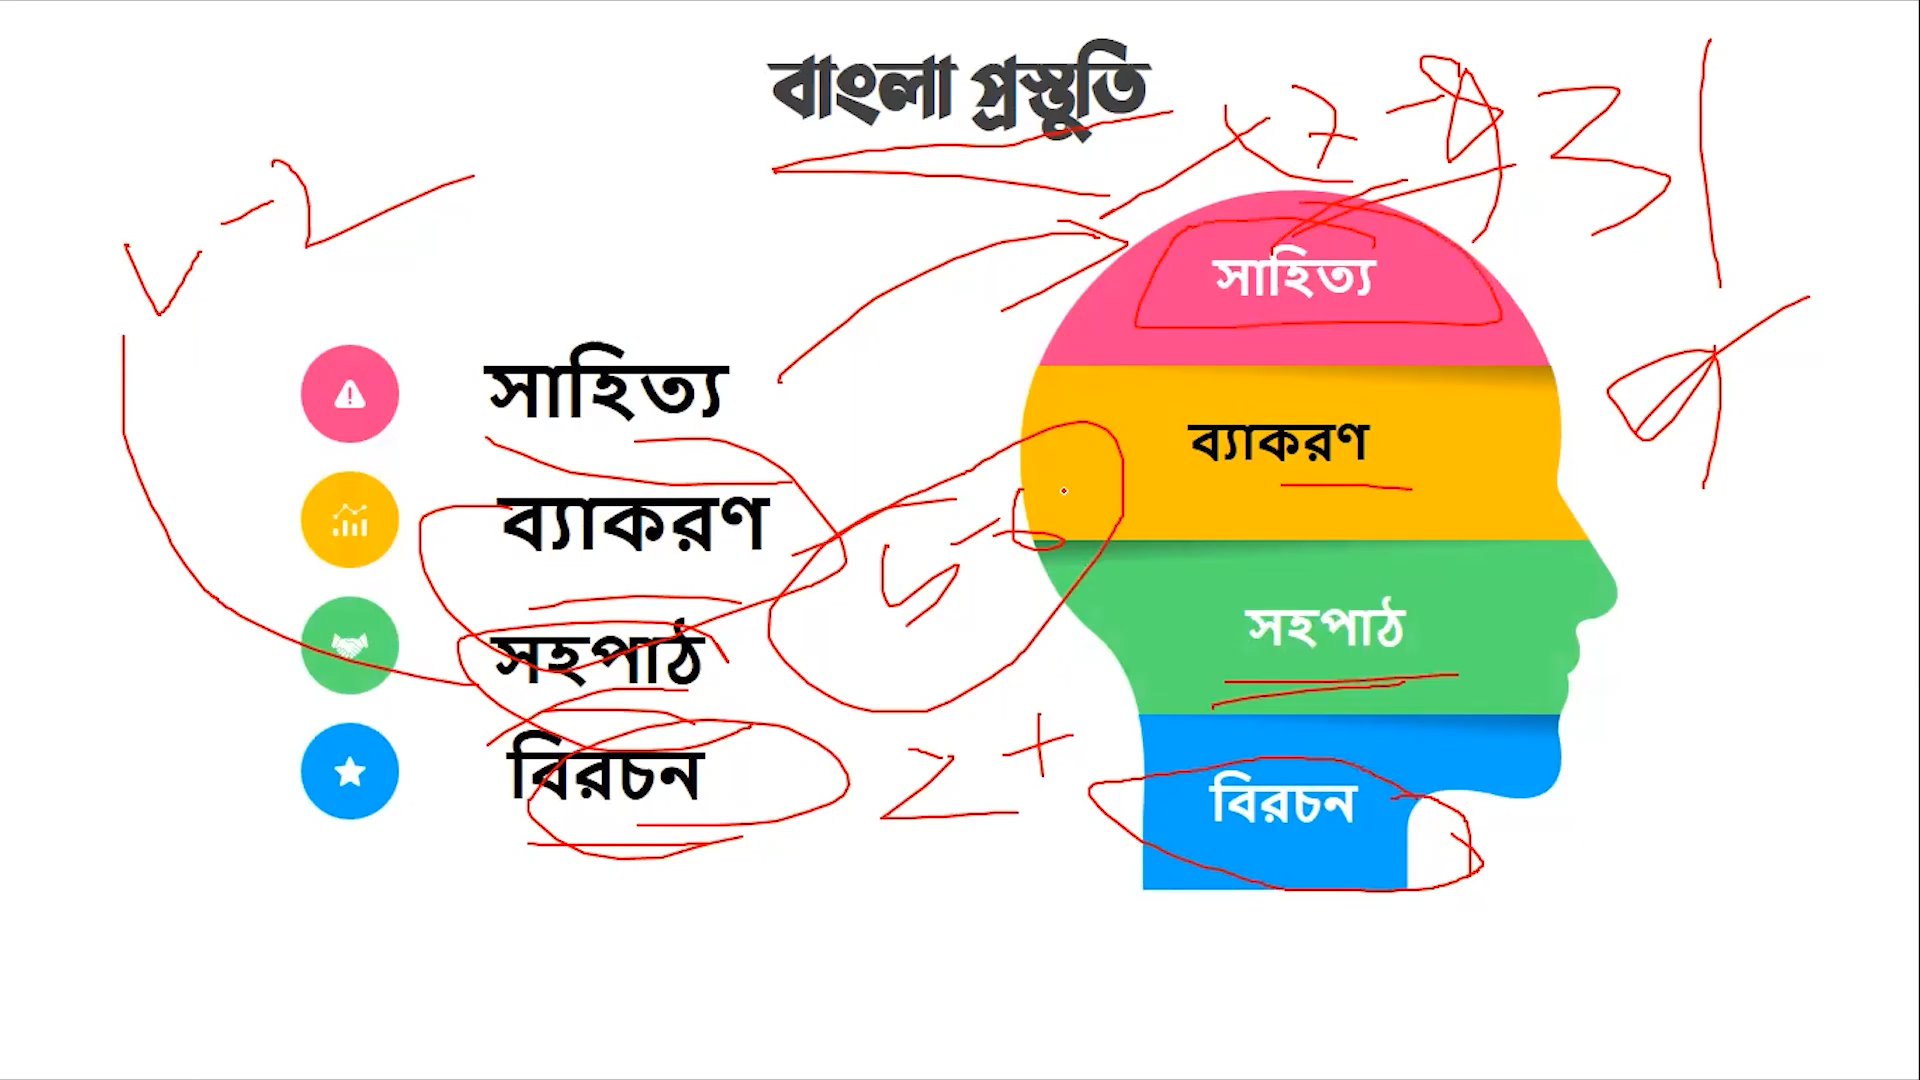 বাংলা প্রস্তুতি
সাহিত্য
ব্যাকরণ
সহপাঠ
বিরচন
সাহিত্য
ব্যাকরণ
সহপাঠ
বিরচন